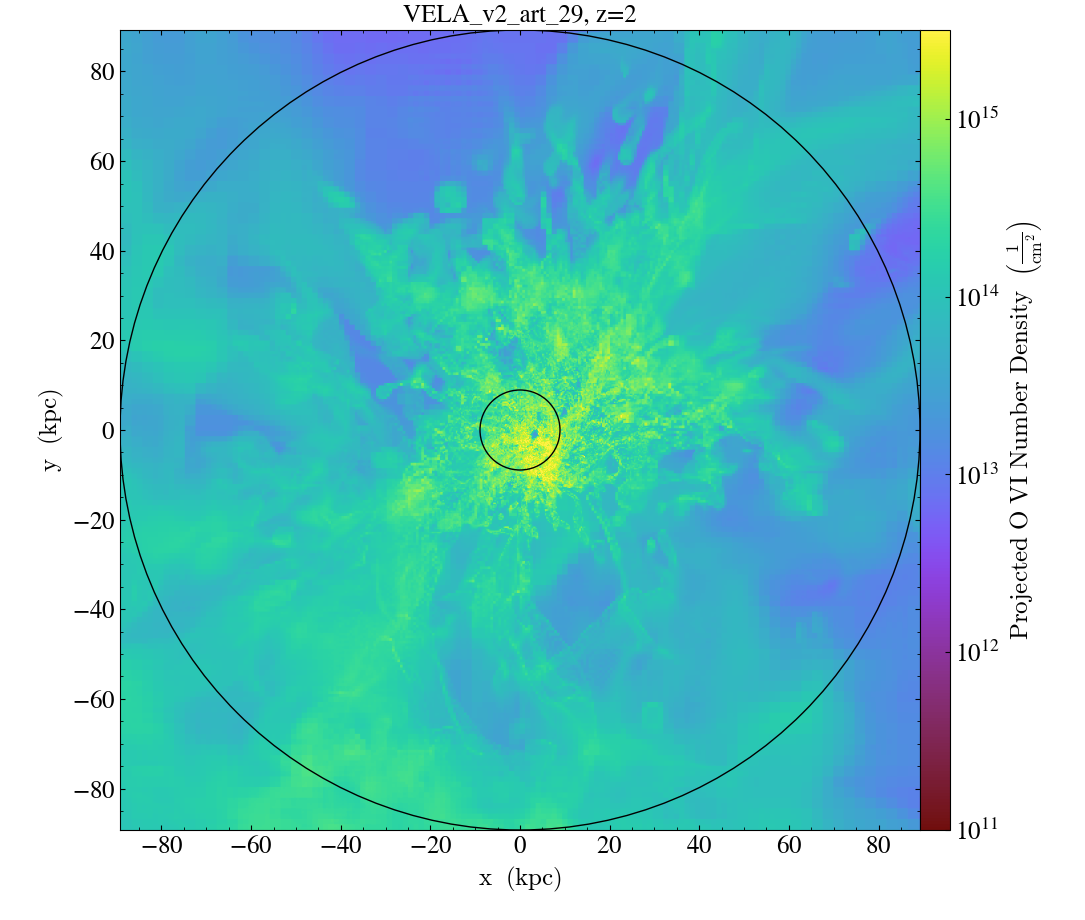 VELA_v2_art_29, z=2
80
60
40
20
0
−20
−40
−60
−80
y (kpc)
−80 −60 −40 −20 0 20 40 60 80
x (kpc)
10^15
10^14
10^13
10^12
10^11
Projected O VI Number Density (1/cm^2)